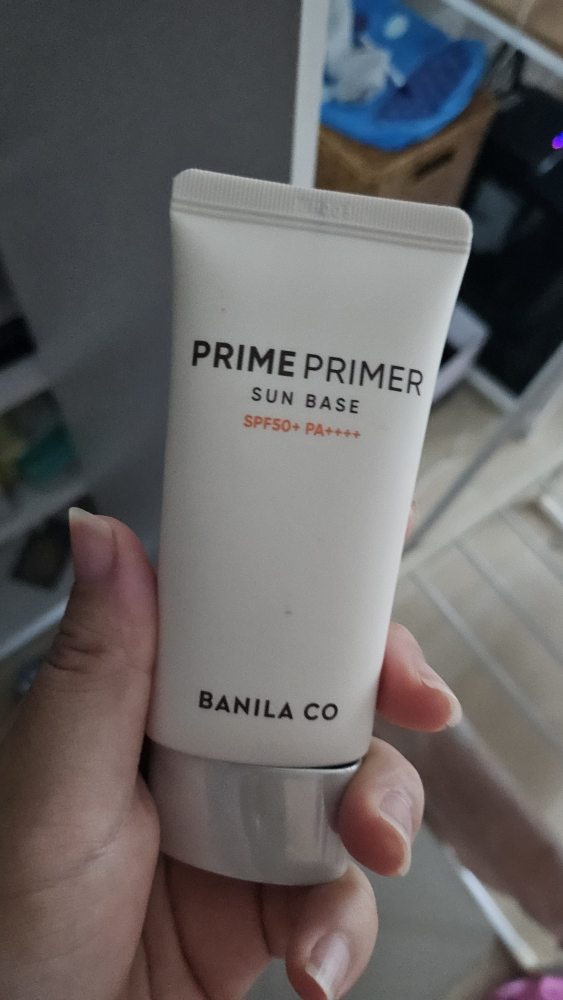 PRIME PRIMER
SUN BASE
SPF50+ PA++++
BANILA CO